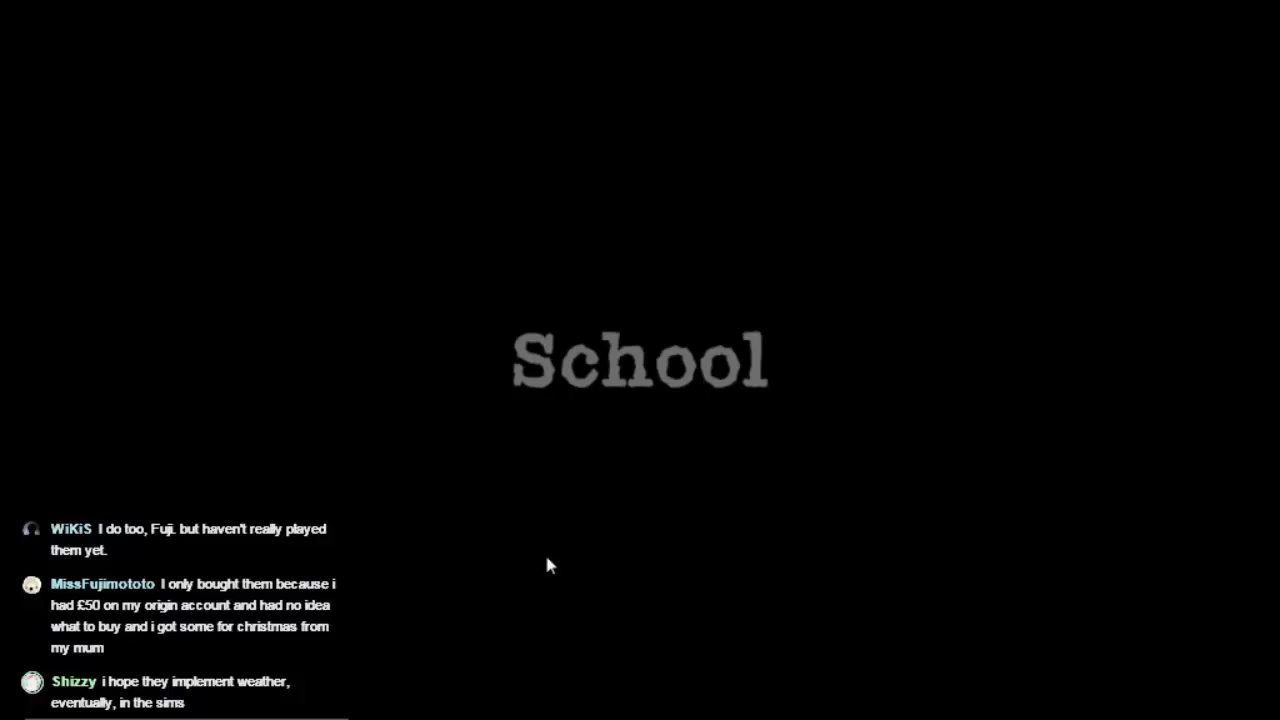 School
WiKiS I do too, Fuji. but haven't really played
them yet.
MissFujimototo I only bought them because i
had £50 on my origin account and had no idea
what to buy and i got some for christmas from
my mum
Shizzy i hope they implement weather,
eventually, in the sims